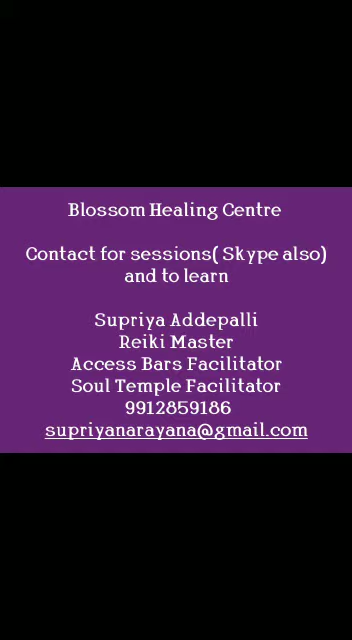 Blossom Healing Centre
Contact for sessions( Skype also)
and to learn
Supriya Addepalli
Reiki Master
Access Bars Facilitator
Soul Temple Facilitator
9912859186
supriyanarayana@gmail.com